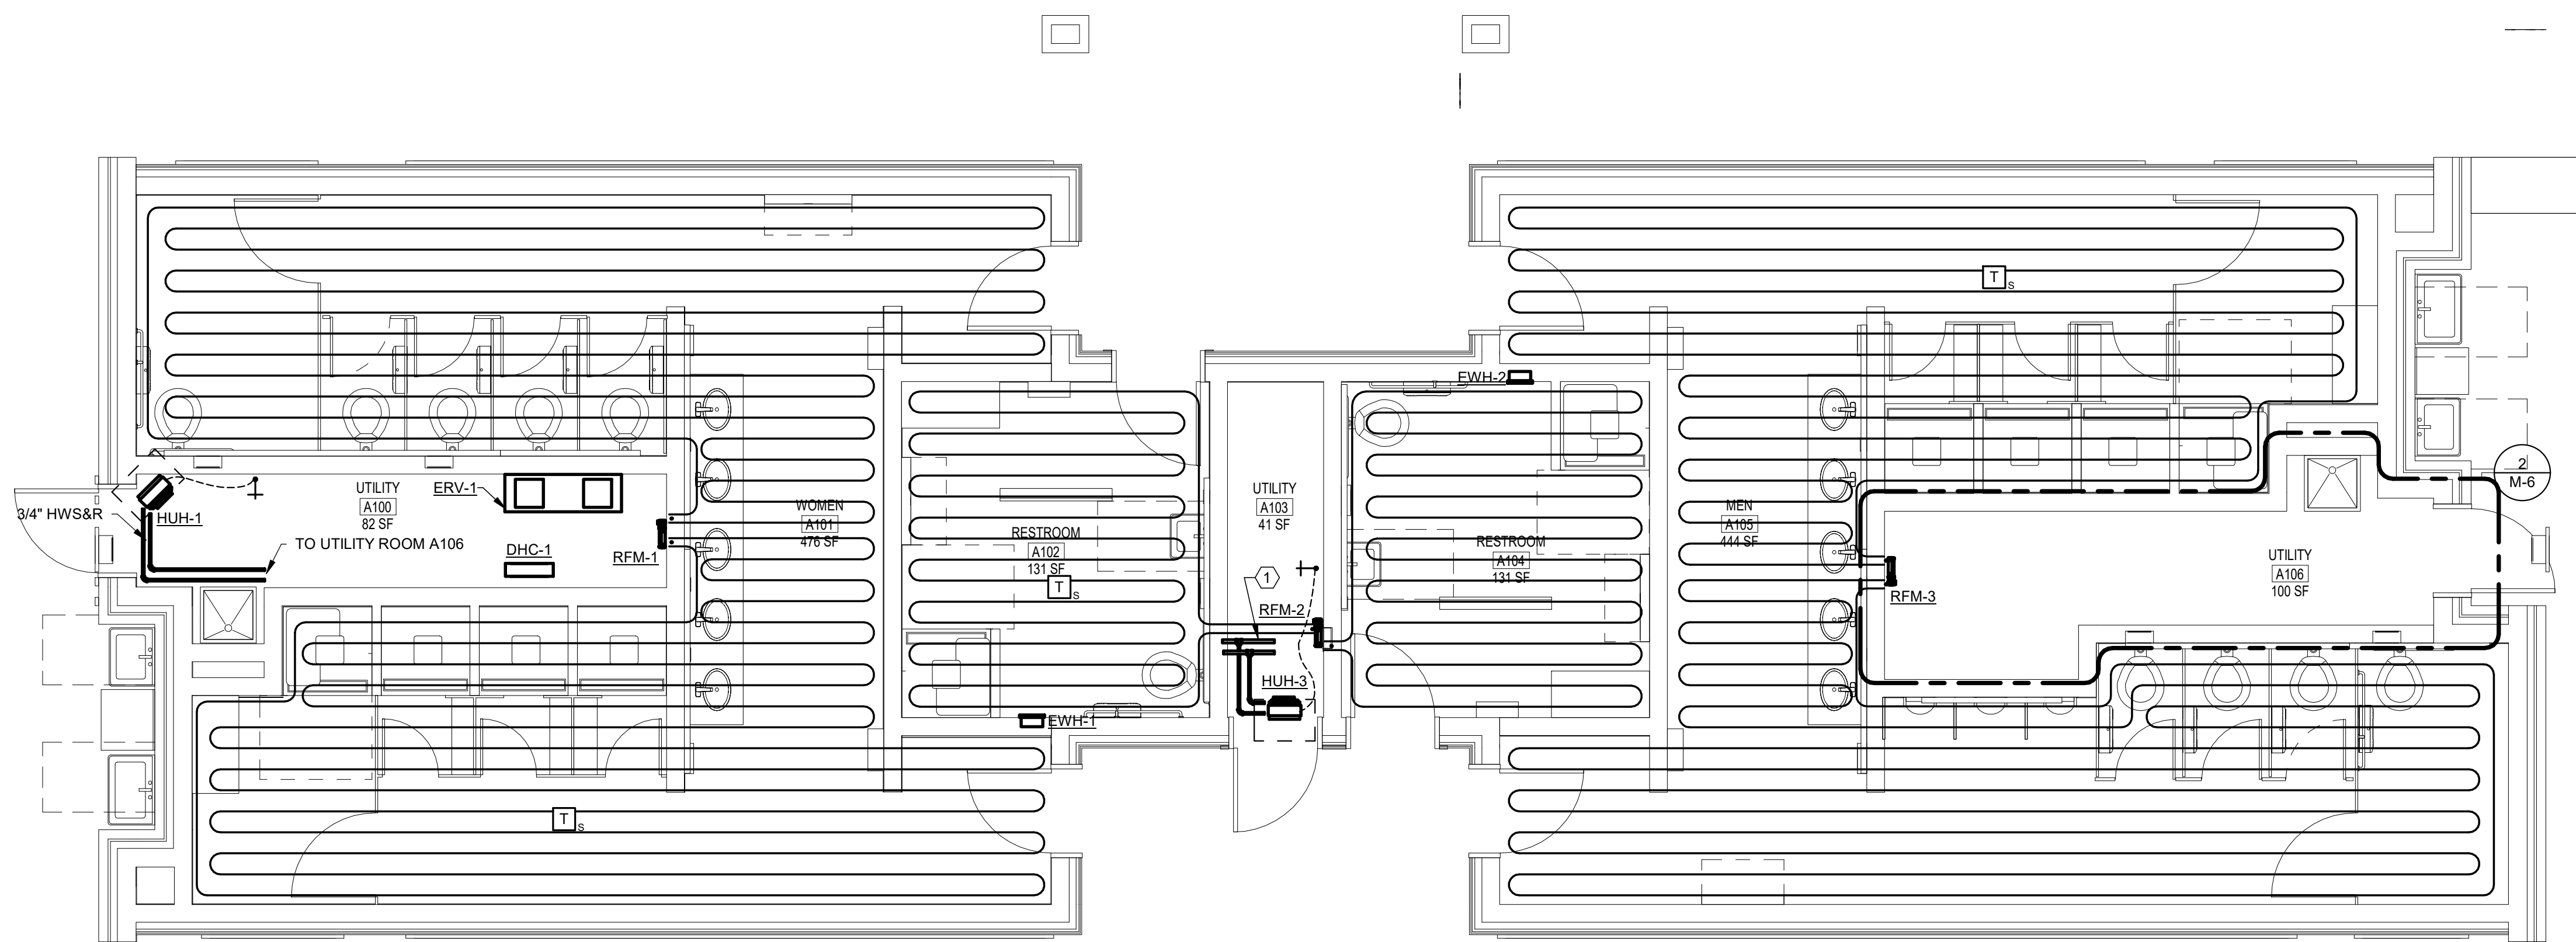 T S
EWH-2
UTILITY
A100
82 SF
ERV-1
3/4" HWS&R
HUH-1
TO UTILITY ROOM A106
DHC-1
RFM-1
WOMEN
A101
476 SF
RESTROOM
A102
131 SF
T S
UTILITY
A103
41 SF
1
RFM-2
HUH-3
EWH-1
RESTROOM
A104
131 SF
MEN
A105
444 SF
RFM-3
UTILITY
A106
100 SF
2
M-6
T S